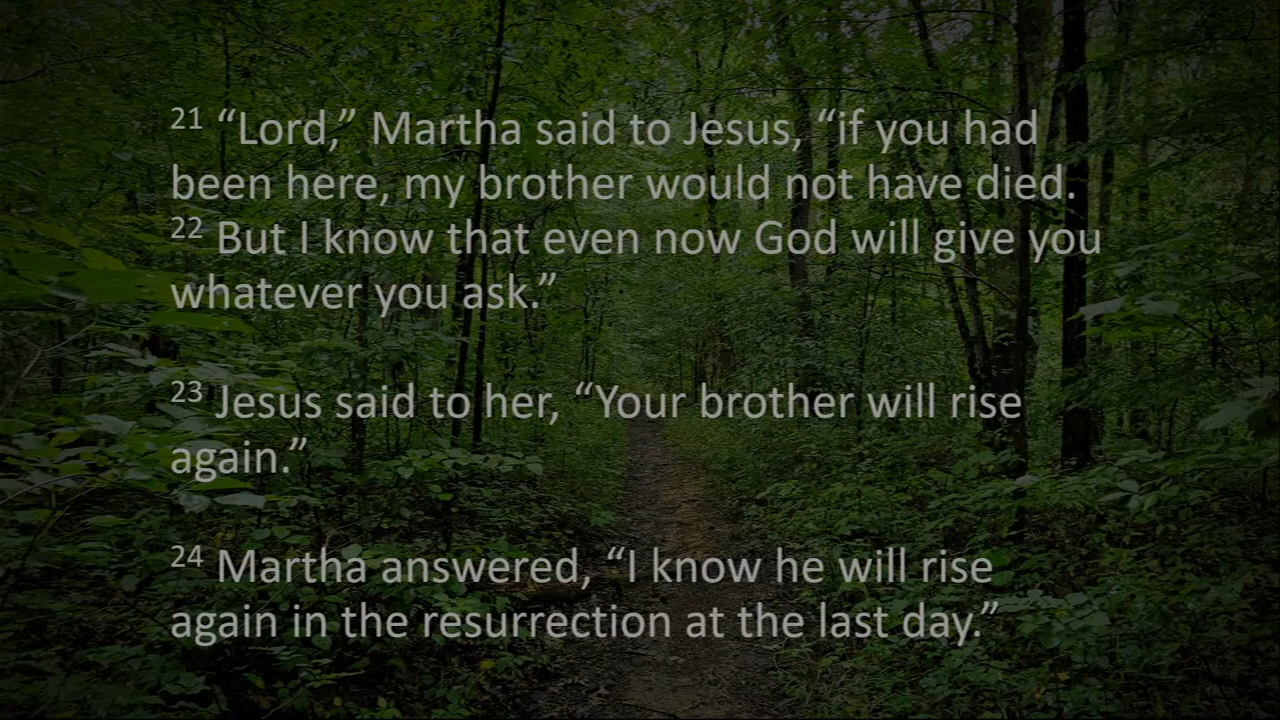 21 “Lord,” Martha said to Jesus, “if you had
been here, my brother would not have died.
22 But I know that even now God will give you
whatever you ask.”
23 Jesus said to her, “Your brother will rise
again.”
24 Martha answered, “I know he will rise
again in the resurrection at the last day.”